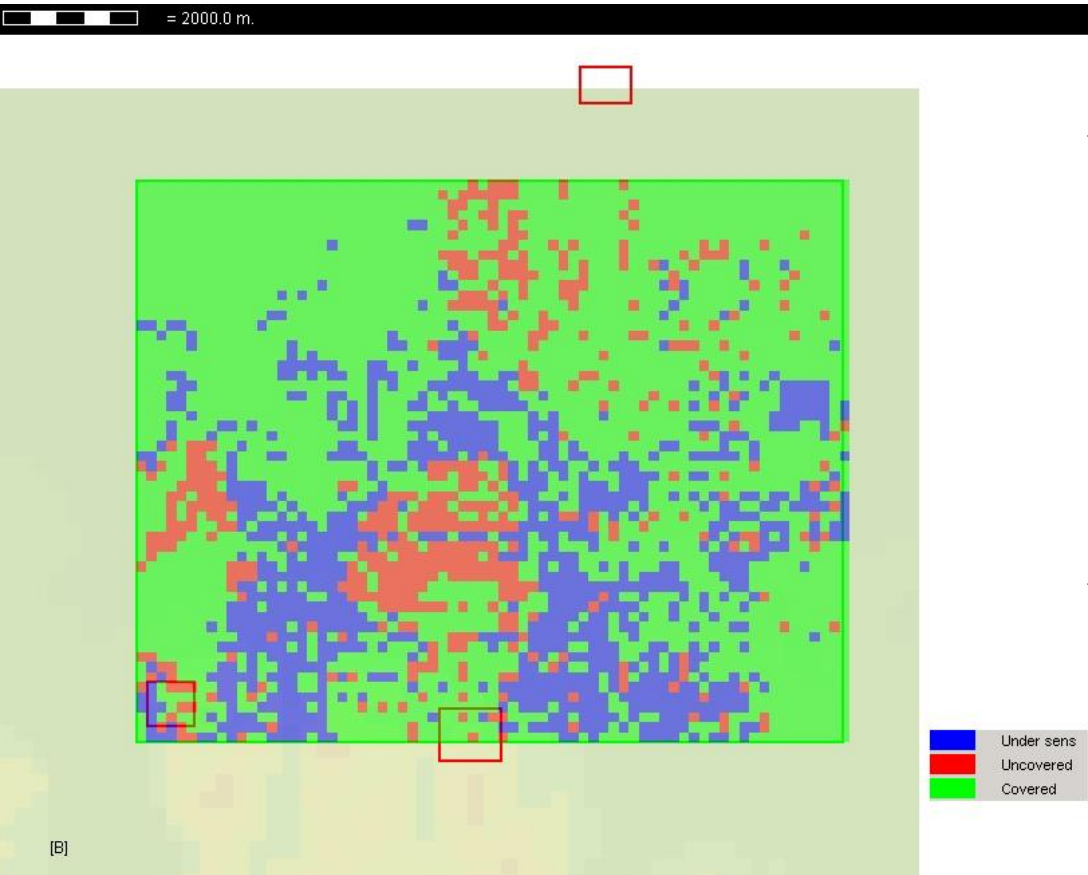 = 2000.0 m.
Under sens
Uncovered
Covered
[B]